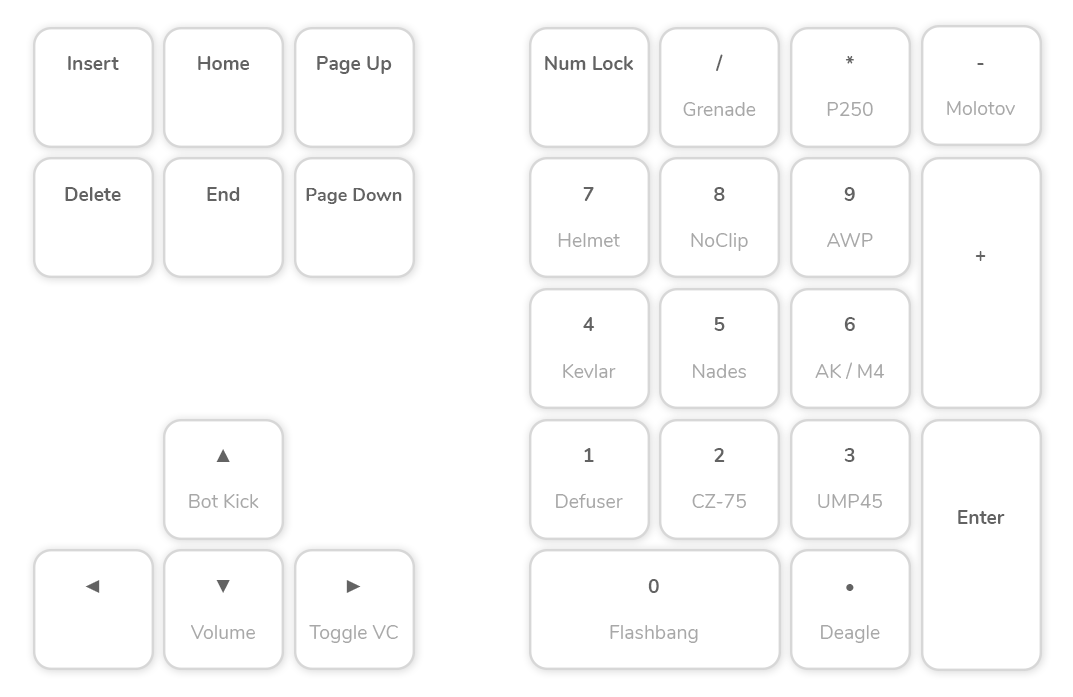 Insert
Home
Page Up
Num Lock
/
Grenade
*
P250
-
Molotov
Delete
End
Page Down
7
Helmet
8
NoClip
9
AWP
+
4
Kevlar
5
Nades
6
AK / M4
▲
Bot Kick
1
Defuser
2
CZ-75
3
UMP45
Enter
◄
▼
Volume
►
Toggle VC
0
Flashbang
•
Deagle